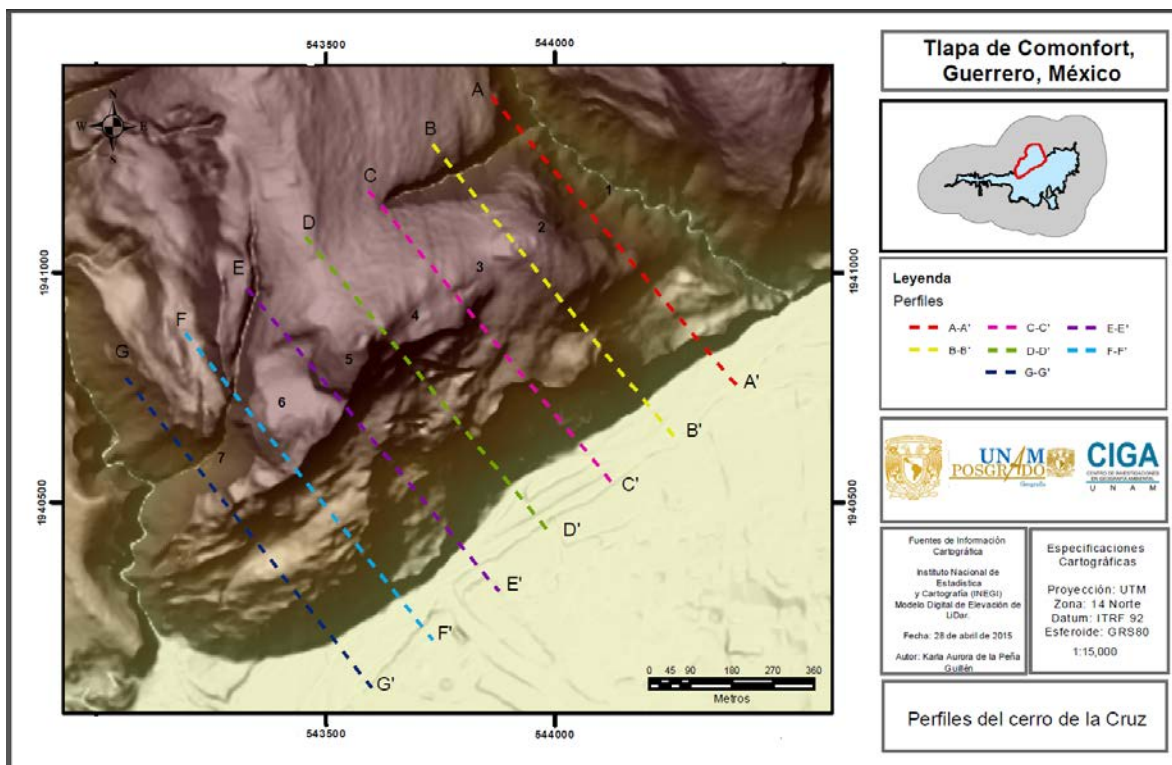 543500
544000
N
W
E
S
A
B
C
D
E
F
G
1
2
3
4
5
6
7
A'
B'
C'
D'
E'
F'
G'
1941000
1940500
1941000
1940500
0 45 90 180 270 360
Metros
543500
544000
Tlapa de Comonfort,
Guerrero, México
Leyenda
Perfiles
A-A'
C-C'
E-E'
B-B'
D-D'
F-F'
G-G'
UNAM
POSGRADO
Geografía
CIGA
CENTRO DE INVESTIGACIONES
EN GEOGRAFÍA AMBIENTAL
UNAM
Fuentes de Información
Cartográfica
Instituto Nacional de
Estadística
y Cartografía (INEGI)
Modelo Digital de Elevación de
LiDar.
Fecha: 28 de abril de 2015
Autor: Karla Aurora de la Peña
Guillén
Especificaciones
Cartográficas
Proyección: UTM
Zona: 14 Norte
Datum: ITRF 92
Esferoide: GRS80
1:15,000
Perfiles del cerro de la Cruz